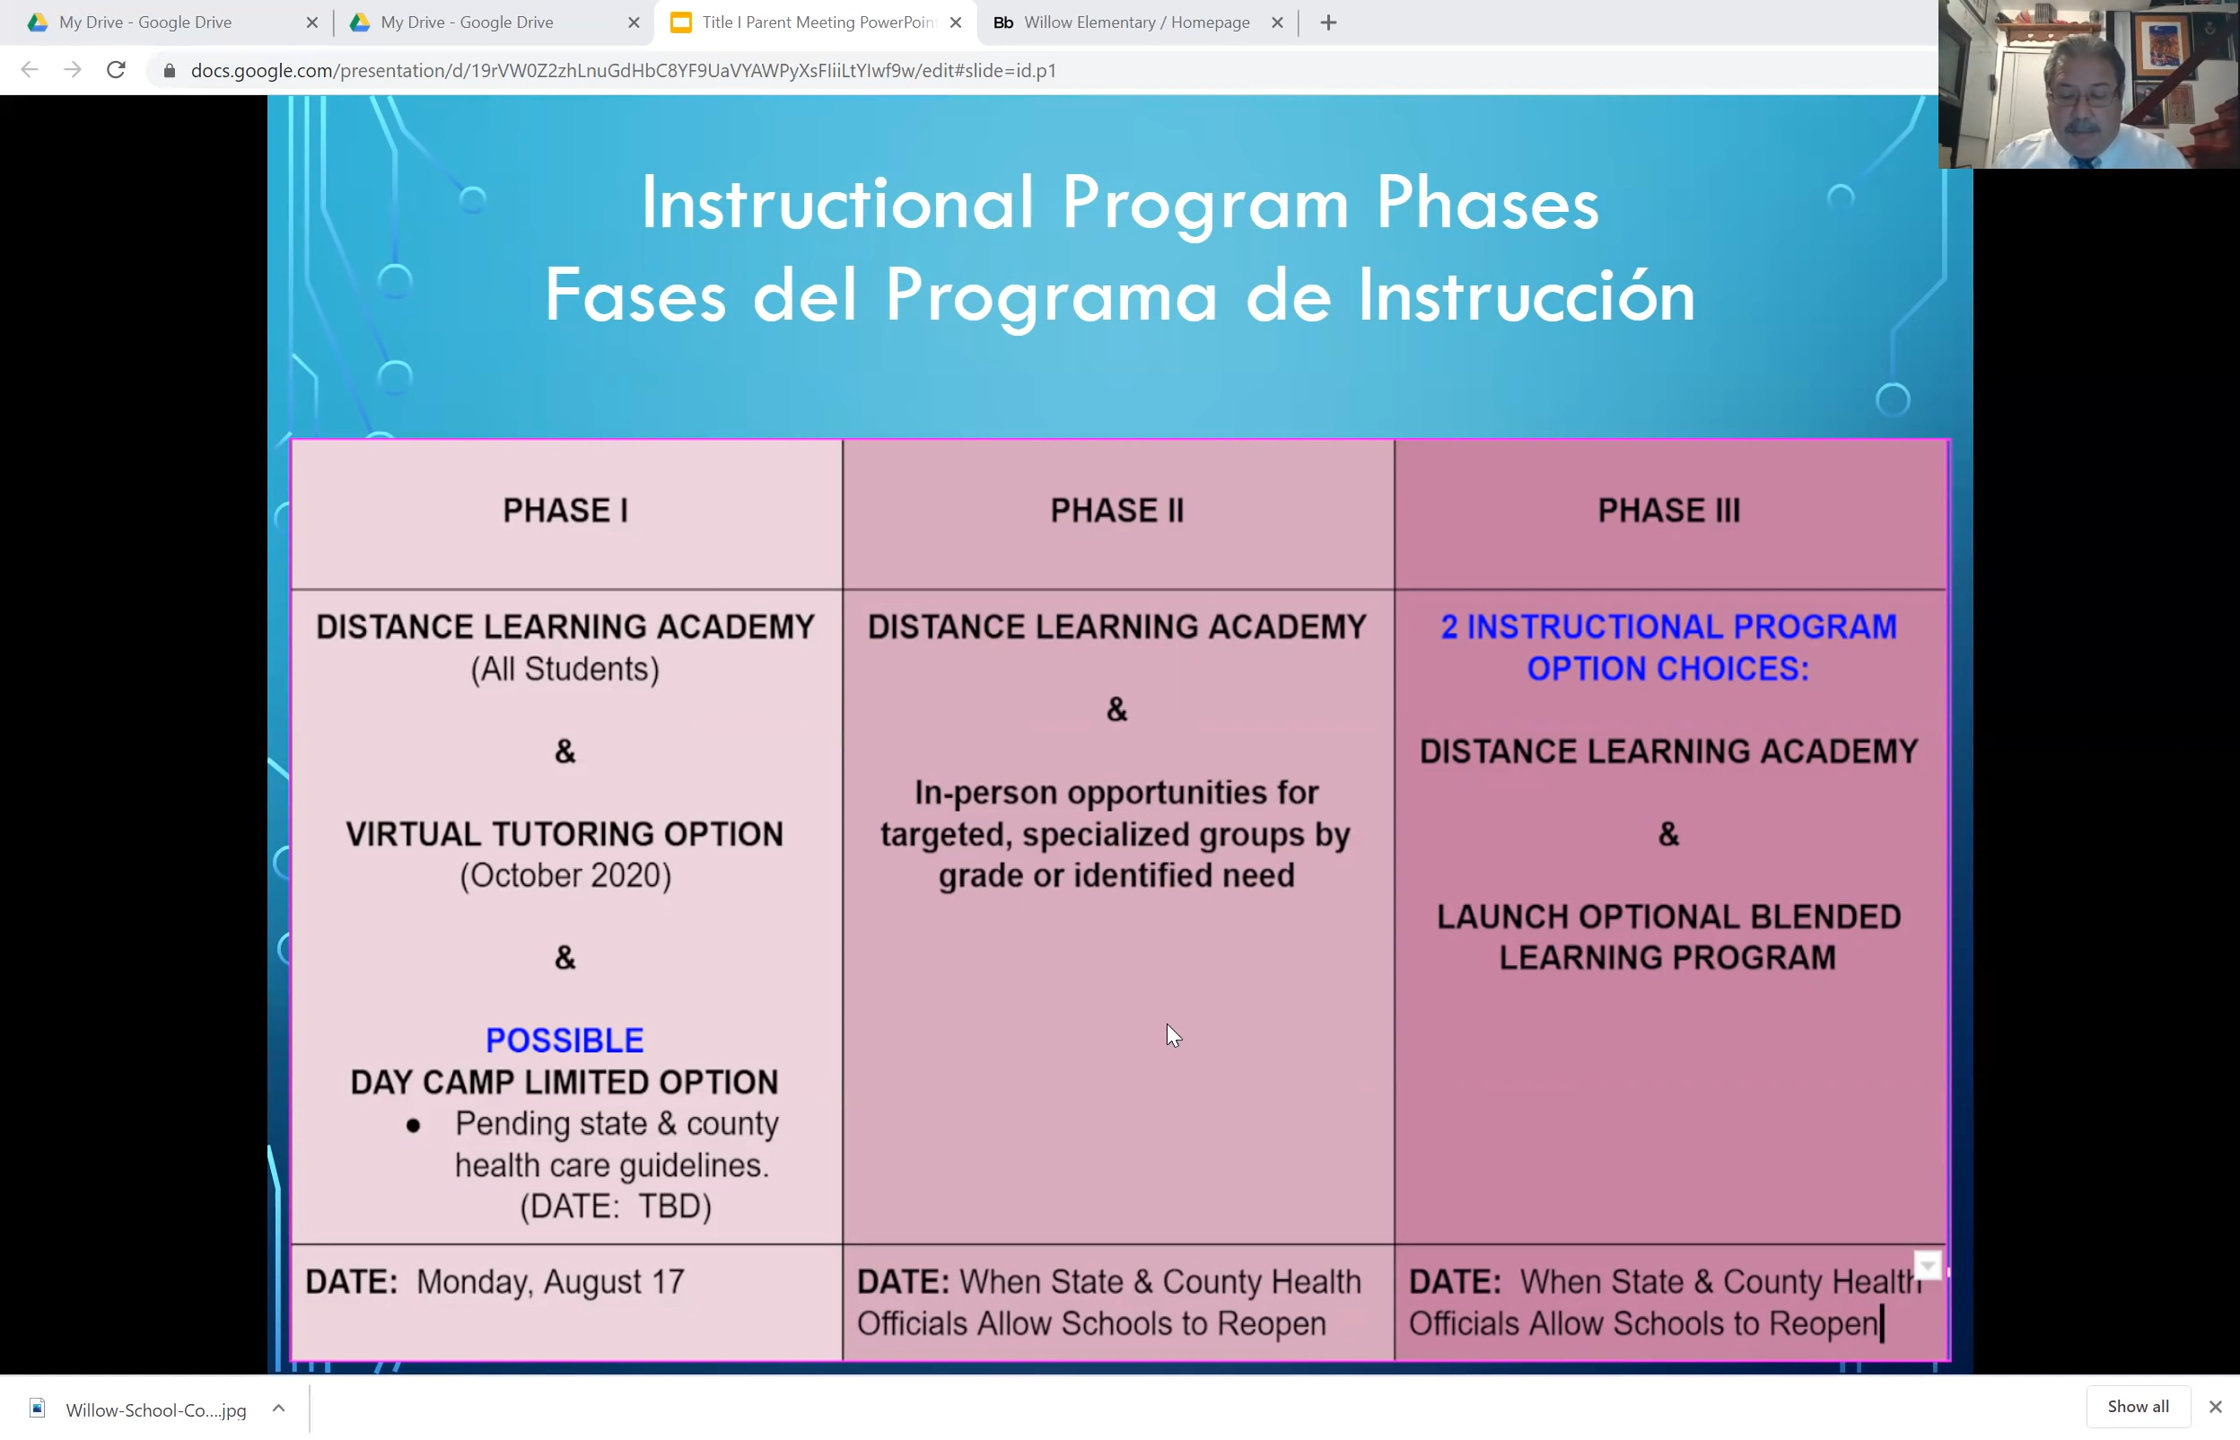 My Drive - Google Drive
My Drive - Google Drive
Title I Parent Meeting PowerPoin
Bb Willow Elementary / Homepage
docs.google.com/presentation/d/19rVW0Z2zhLnuGdHbC8YF9UaVYAWPyXsFIiiLtYIwf9w/edit#slide=id.p1
Instructional Program Phases
Fases del Programa de Instrucción
PHASE I
PHASE II
PHASE III
DISTANCE LEARNING ACADEMY
(All Students)
&
VIRTUAL TUTORING OPTION
(October 2020)
&
POSSIBLE
DAY CAMP LIMITED OPTION
● Pending state & county
health care guidelines.
(DATE: TBD)
DISTANCE LEARNING ACADEMY
&
In-person opportunities for
targeted, specialized groups by
grade or identified need
2 INSTRUCTIONAL PROGRAM
OPTION CHOICES:
DISTANCE LEARNING ACADEMY
&
LAUNCH OPTIONAL BLENDED
LEARNING PROGRAM
DATE: Monday, August 17
DATE: When State & County Health
Officials Allow Schools to Reopen
DATE: When State & County Health
Officials Allow Schools to Reopen
Willow-School-Co....jpg
Show all